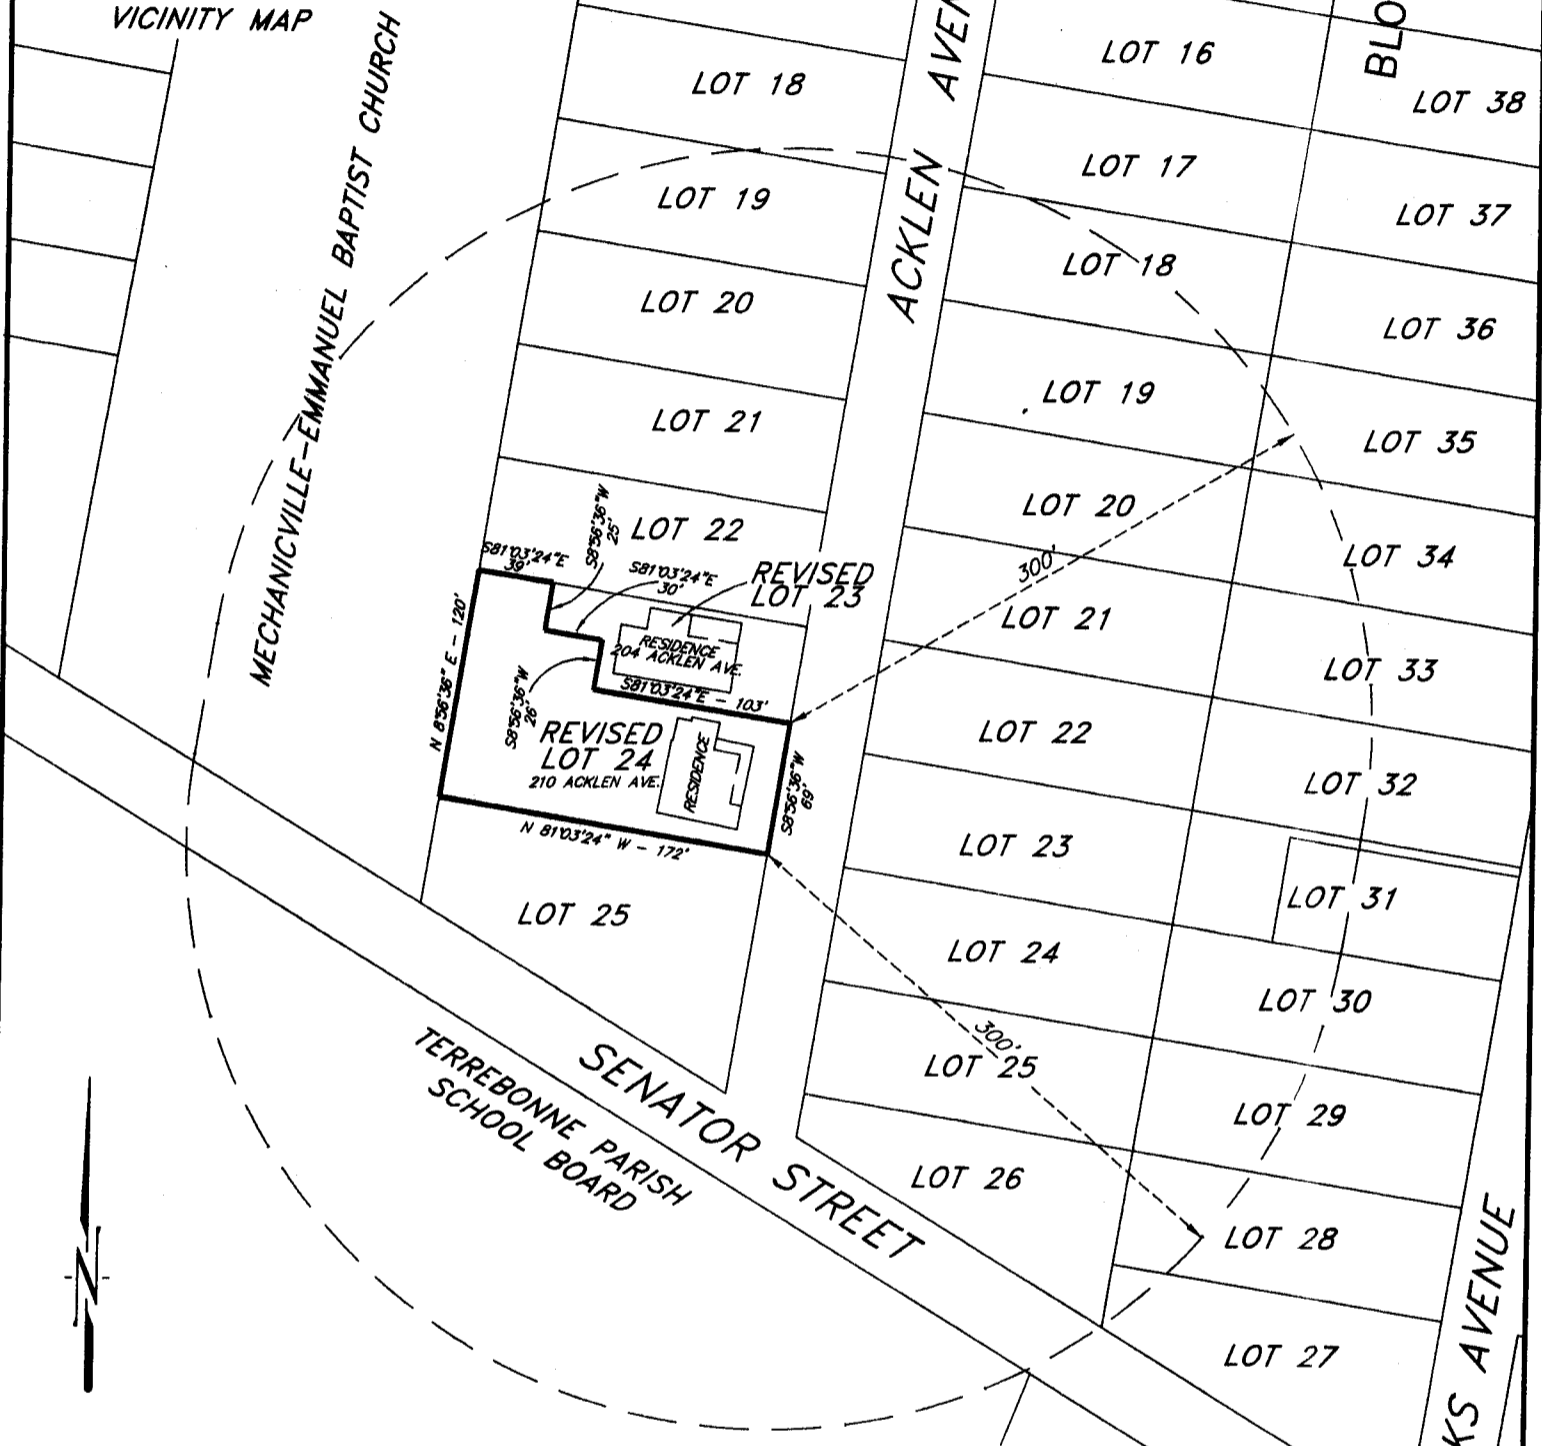 VICINITY MAP
MECHANICVILLE-EMMANUEL BAPTIST CHURCH
LOT 18
LOT 19
LOT 20
LOT 21
LOT 22
S81°03'24"E
39'
S8°56'36"W
25'
S81°03'24"E
30'
REVISED
LOT 23
RESIDENCE
204 ACKLEN AVE.
S81°03'24"E - 103'
N 8°56'36" E - 120'
S8°56'36"W
26'
REVISED
LOT 24
210 ACKLEN AVE.
RESIDENCE
S8°56'36"W
69'
N 81°03'24" W - 172'
LOT 25
ACKLEN
LOT 16
LOT 17
LOT 18
LOT 19
LOT 20
LOT 21
LOT 22
LOT 23
LOT 24
LOT 25
LOT 26
300'
300'
LOT 38
LOT 37
LOT 36
LOT 35
LOT 34
LOT 33
LOT 32
LOT 31
LOT 30
LOT 29
LOT 28
LOT 27
SENATOR STREET
TERREBONNE PARISH
SCHOOL BOARD
N
KS AVENUE